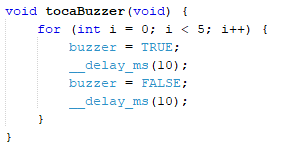 void tocaBuzzer(void) {
    for (int i = 0; i < 5; i++) {
        buzzer = TRUE;
        __delay_ms(10);
        buzzer = FALSE;
        __delay_ms(10);
    }
}